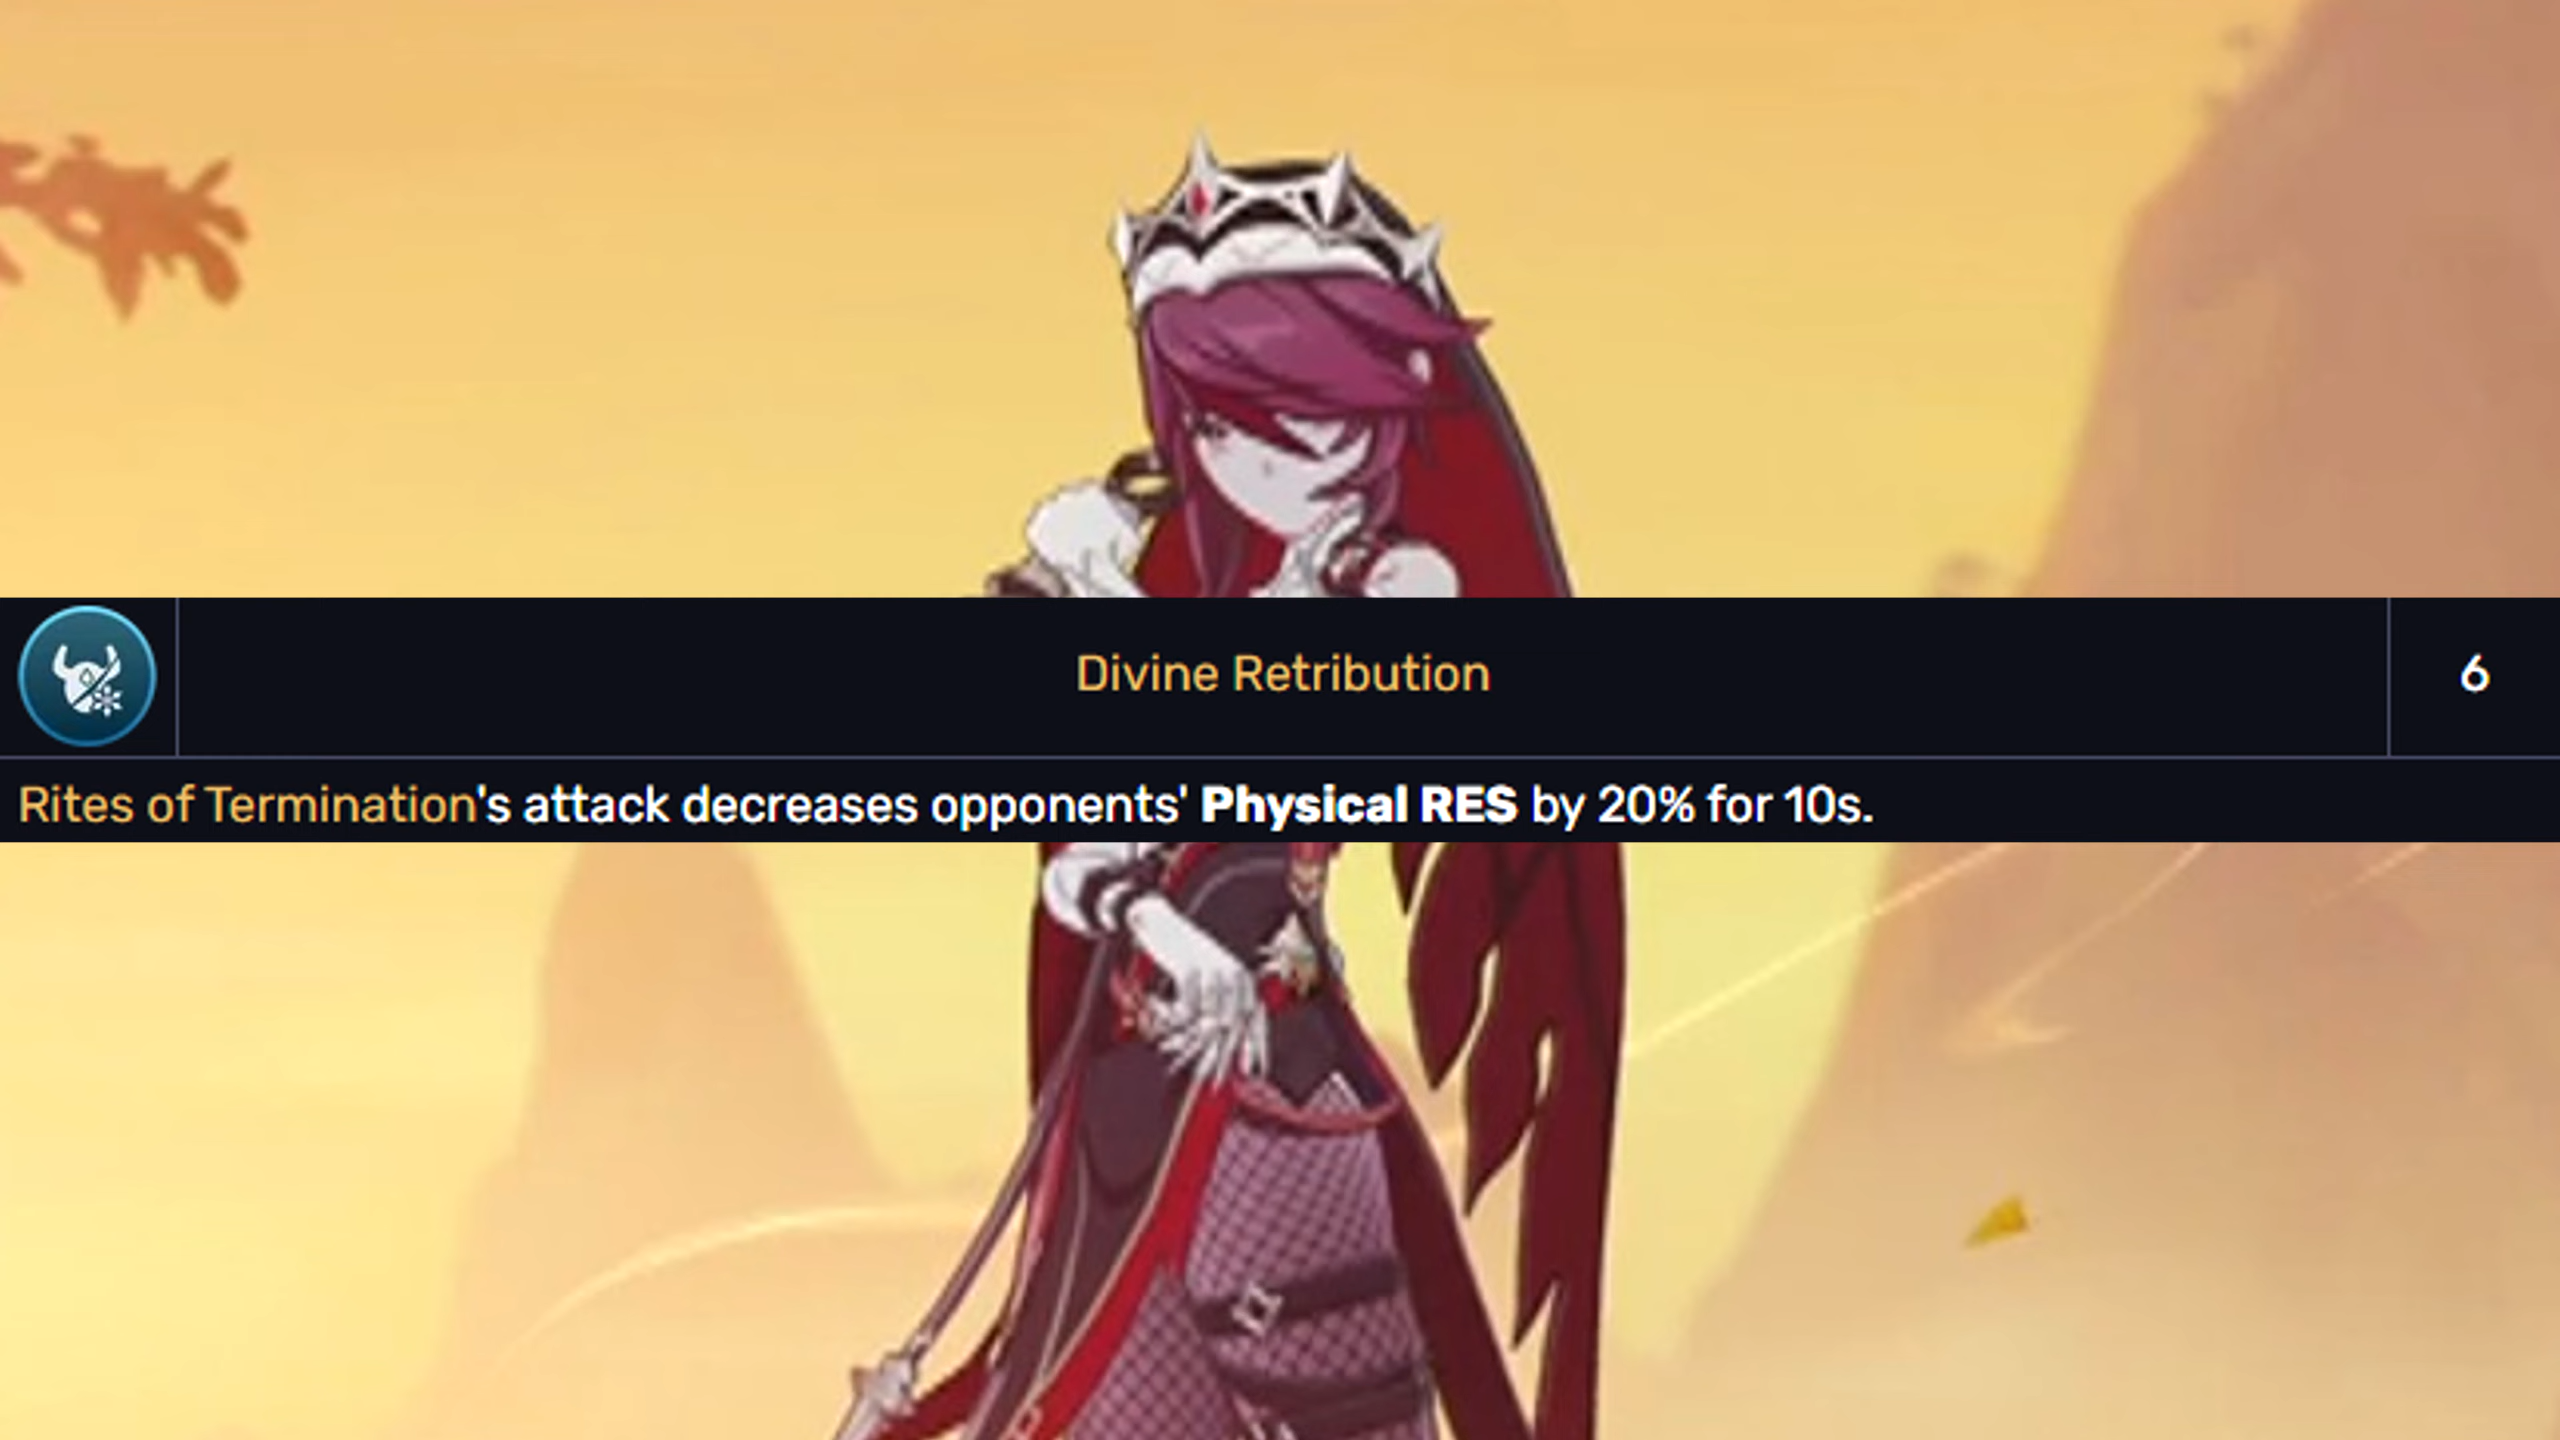 Divine Retribution
6
Rites of Termination's attack decreases opponents' Physical RES by 20% for 10s.